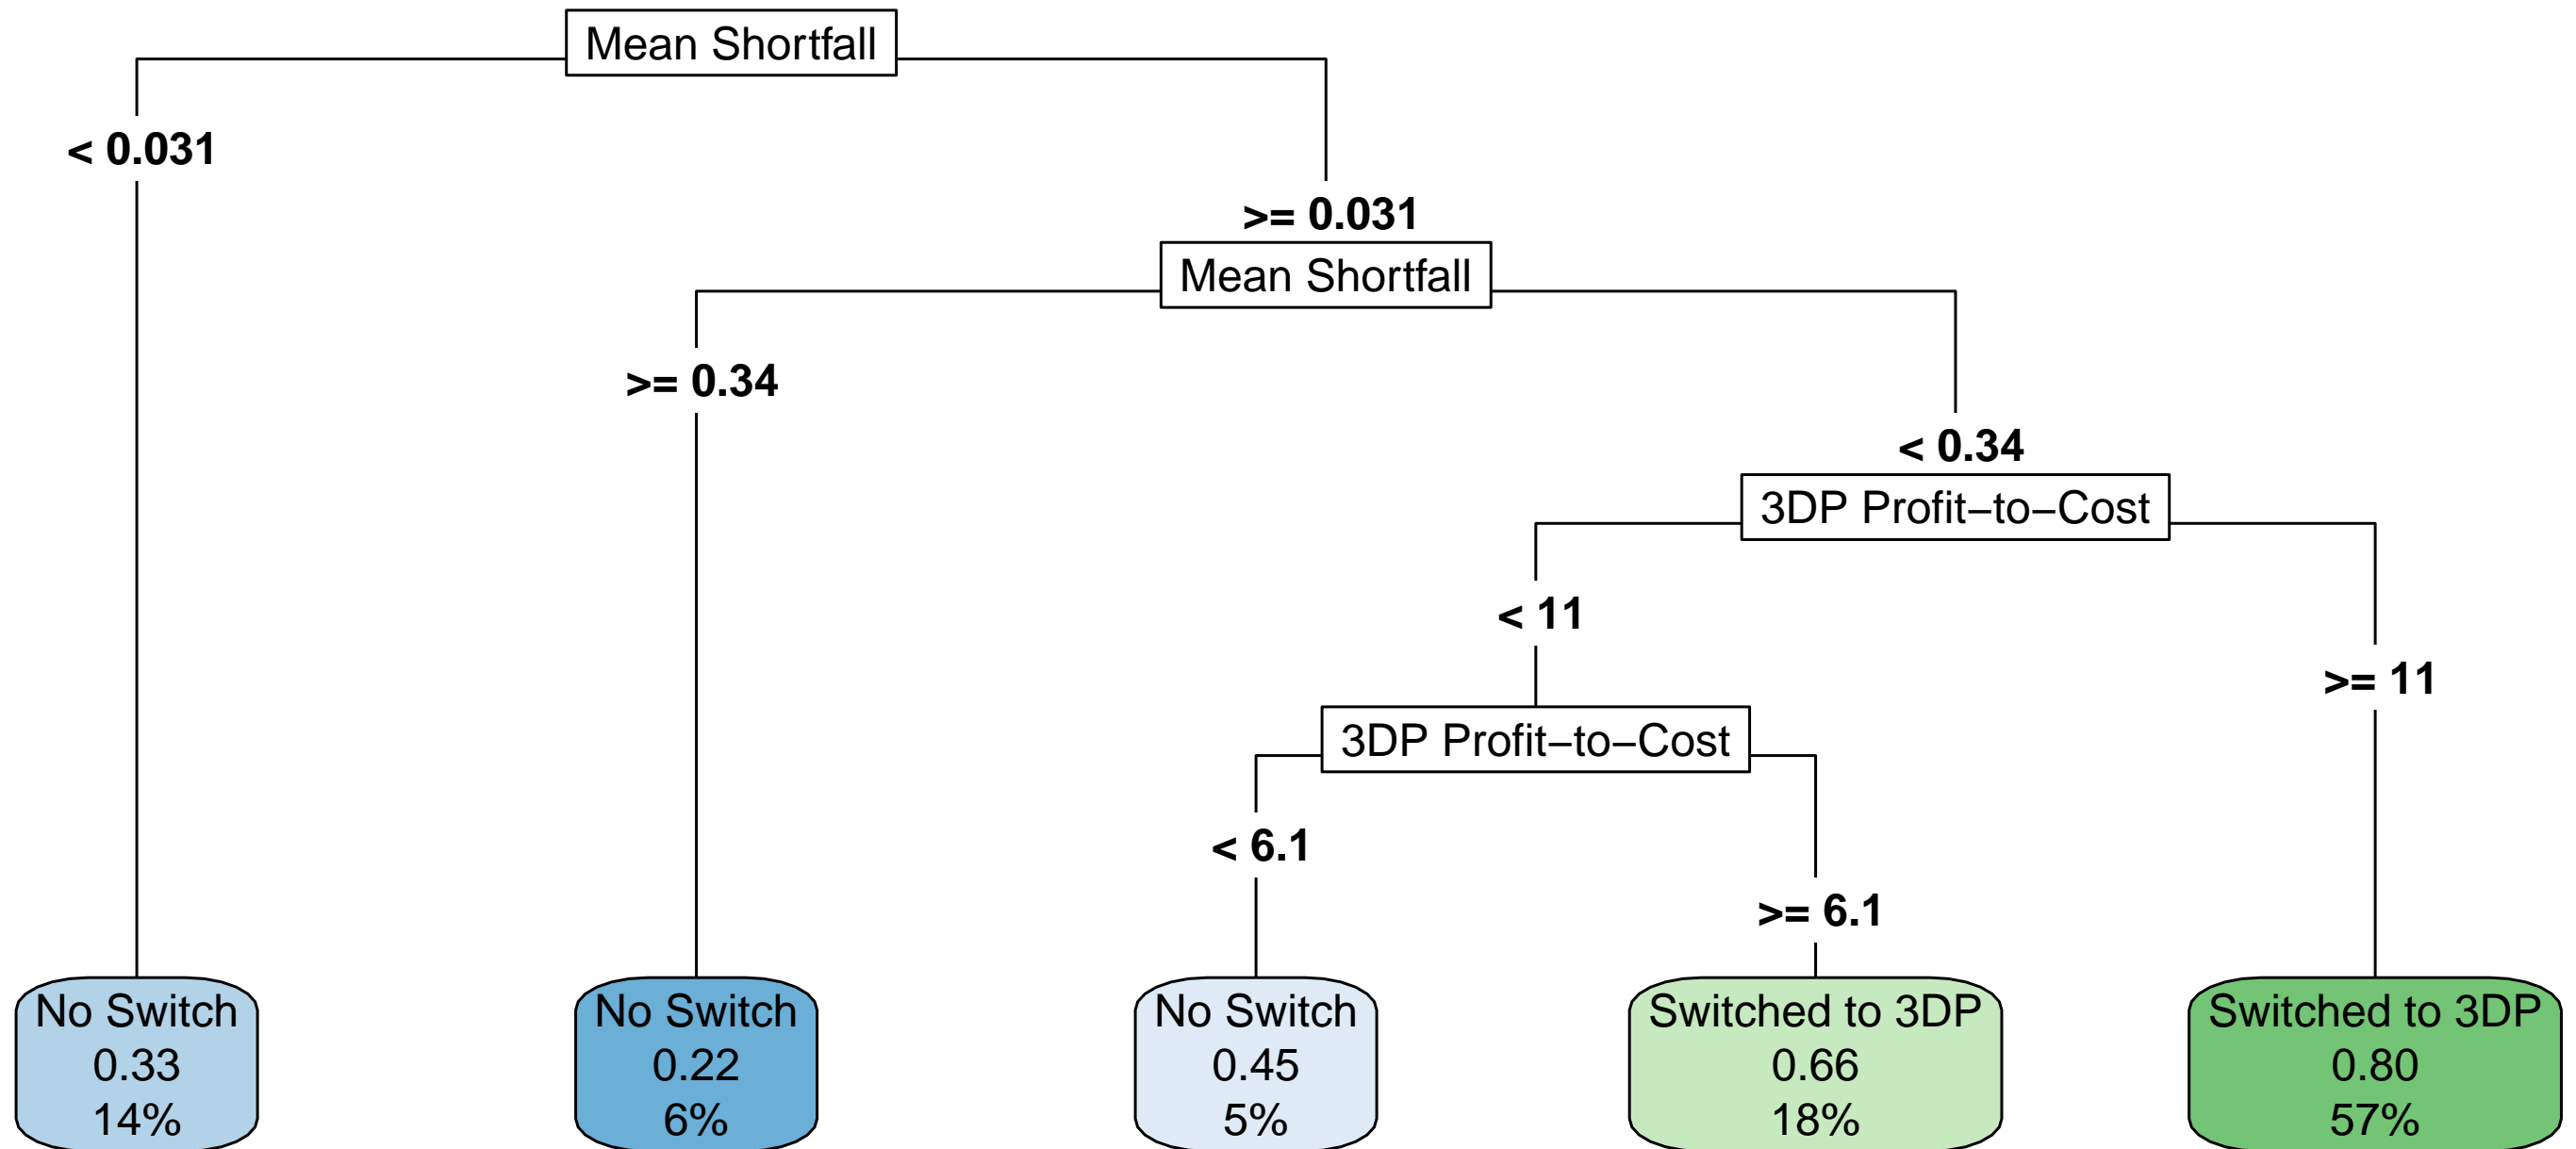 Mean Shortfall
< 0.031
>= 0.031
Mean Shortfall
>= 0.34
< 0.34
3DP Profit−to−Cost
< 11
>= 11
3DP Profit−to−Cost
< 6.1
>= 6.1
No Switch
0.33
14%
No Switch
0.22
6%
No Switch
0.45
5%
Switched to 3DP
0.66
18%
Switched to 3DP
0.80
57%